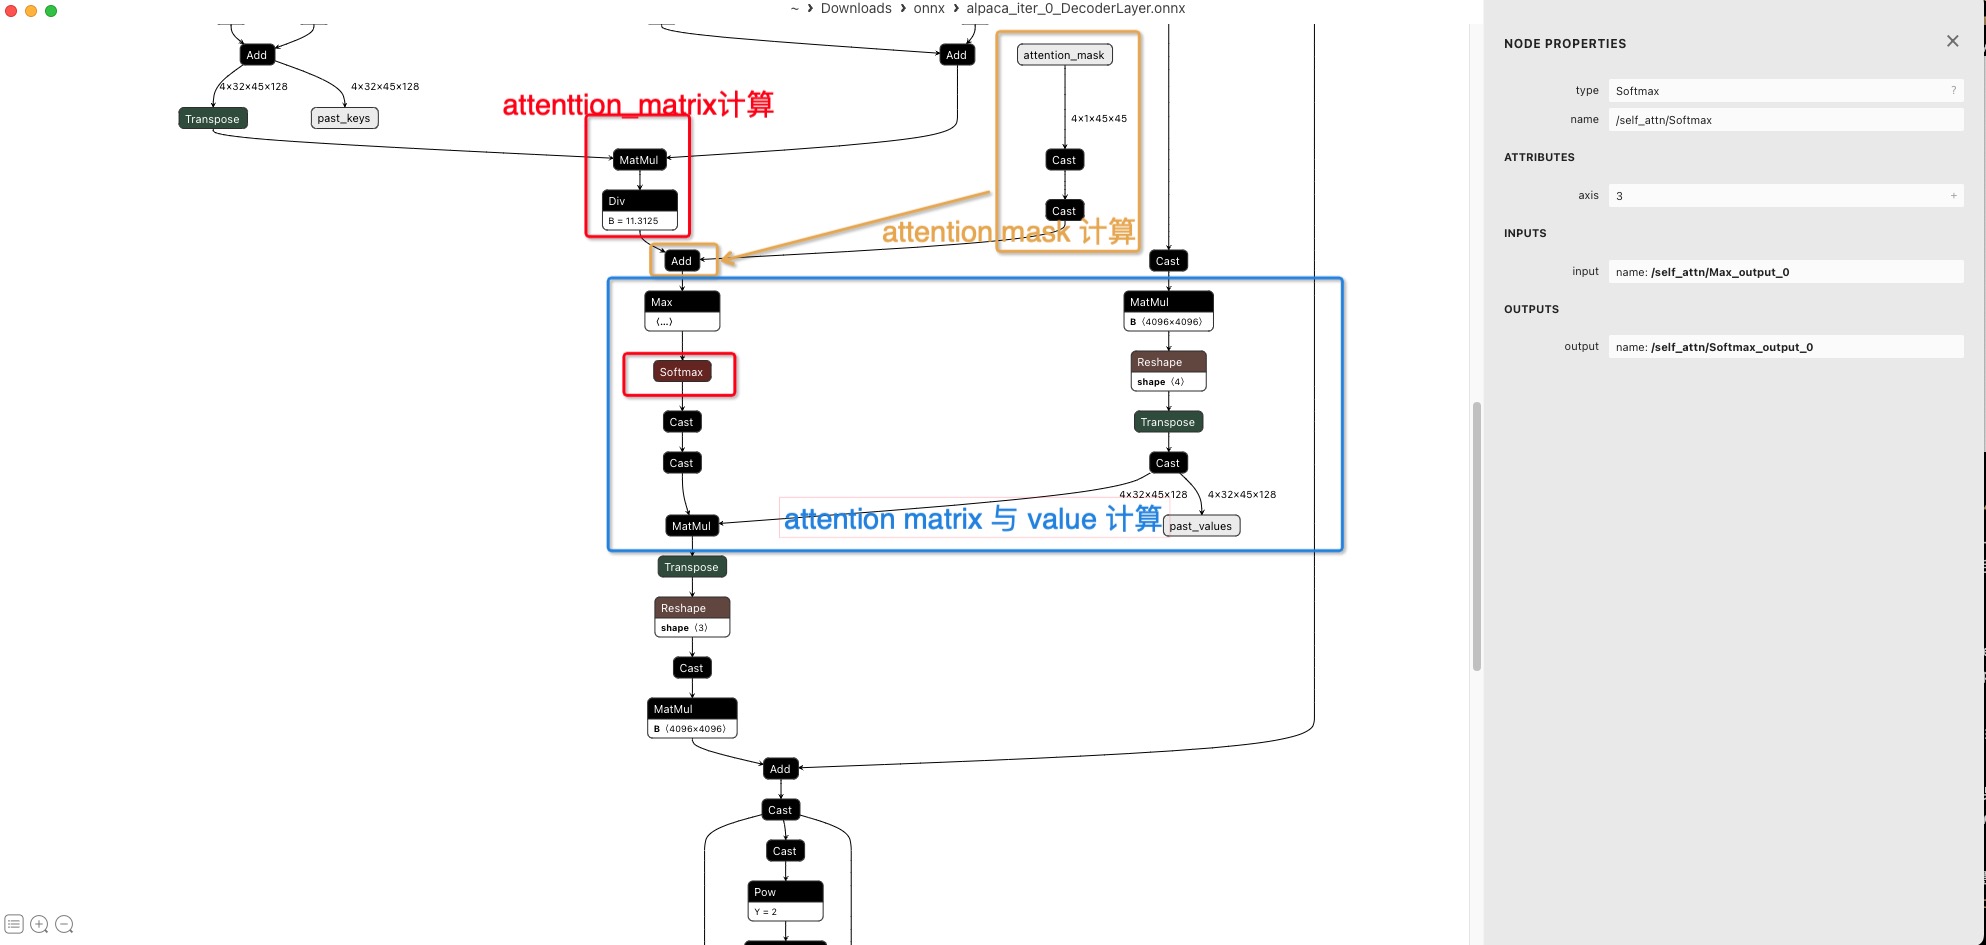 ~ › Downloads › onnx › alpaca_iter_0_DecoderLayer.onnx
Add
4×32×45×128
4×32×45×128
Transpose
past_keys
attenttion_matrix计算
MatMul
Div
B = 11.3125
Add
attention_mask
4×1×45×45
Cast
Cast
attention mask 计算
Add
Cast
Max
⟨...⟩
Softmax
Cast
Cast
MatMul
MatMul
B ⟨4096×4096⟩
Reshape
shape ⟨4⟩
Transpose
Cast
4×32×45×128
4×32×45×128
attention matrix 与 value 计算
past_values
Transpose
Reshape
shape ⟨3⟩
Cast
MatMul
B ⟨4096×4096⟩
Add
Cast
Cast
Pow
Y = 2
NODE PROPERTIES
type Softmax ?
name /self_attn/Softmax
ATTRIBUTES
axis 3 +
INPUTS
input name: /self_attn/Max_output_0
OUTPUTS
output name: /self_attn/Softmax_output_0